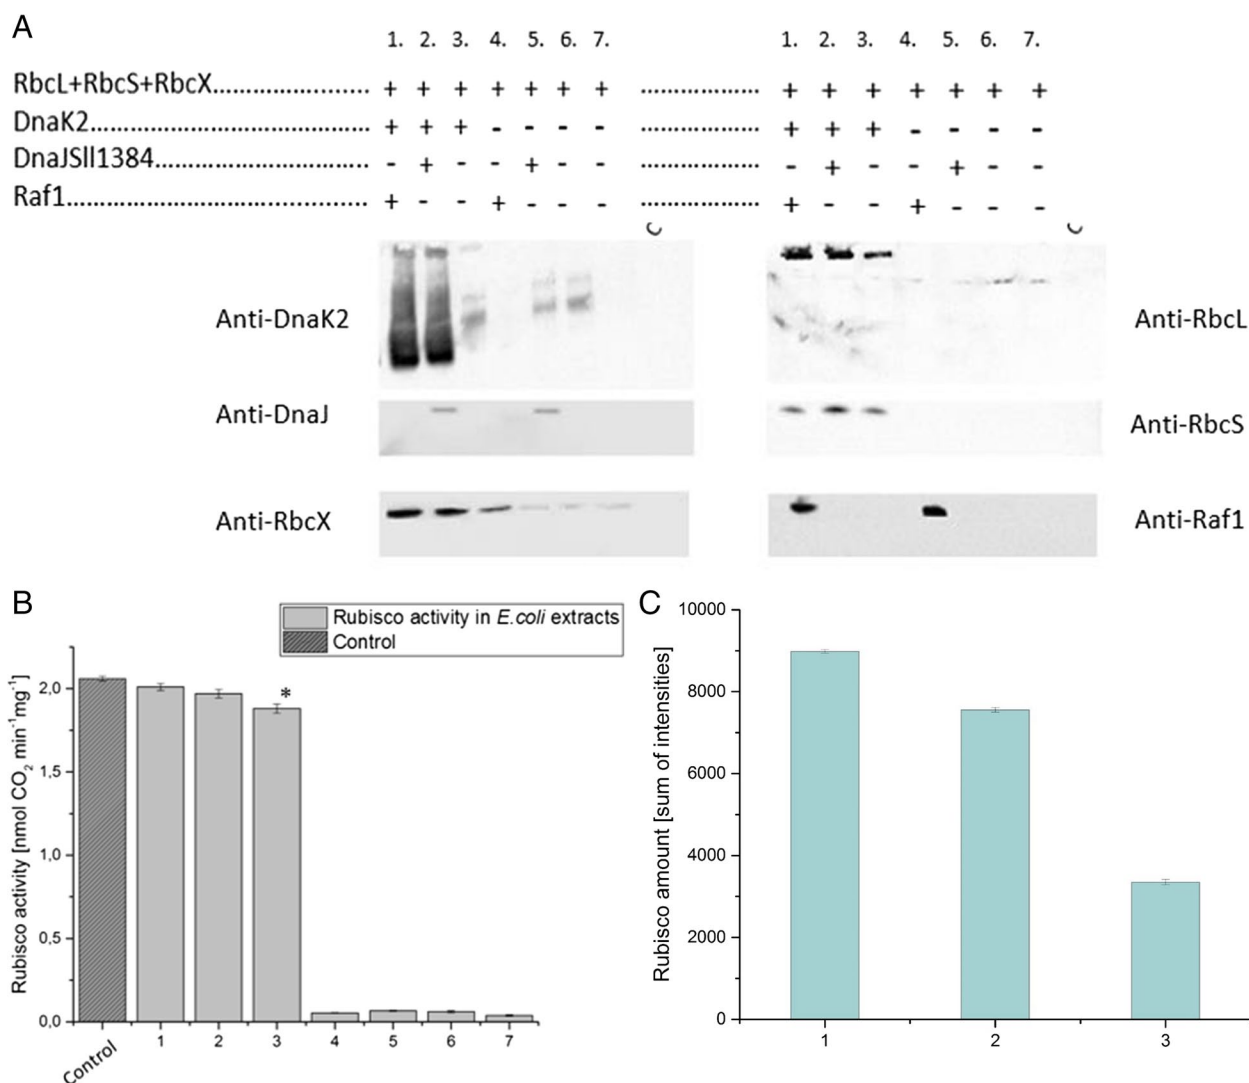 A
1. 2. 3. 4. 5. 6. 7. 1. 2. 3. 4. 5. 6. 7.
RbcL+RbcS+RbcX..................... + + + + + + + ................ + + + + + + +
DnaK2....................................... + + + - - - - ................ + + + - - - -
DnaJSll1384.............................. - + - - + - - ................ - + - - + - -
Raf1.......................................... + - - + - - - ................ + - - + - - -
C C
Anti-DnaK2 Anti-RbcL
Anti-DnaJ Anti-RbcS
Anti-RbcX Anti-Raf1
B
Rubisco activity in E.coli extracts
Control
Rubisco activity [nmol CO2 min-1mg-1]
2,0
1,5
1,0
0,5
0,0
*
Control 1 2 3 4 5 6 7
C
Rubisco amount [sum of intensities]
10000
8000
6000
4000
2000
0
1 2 3